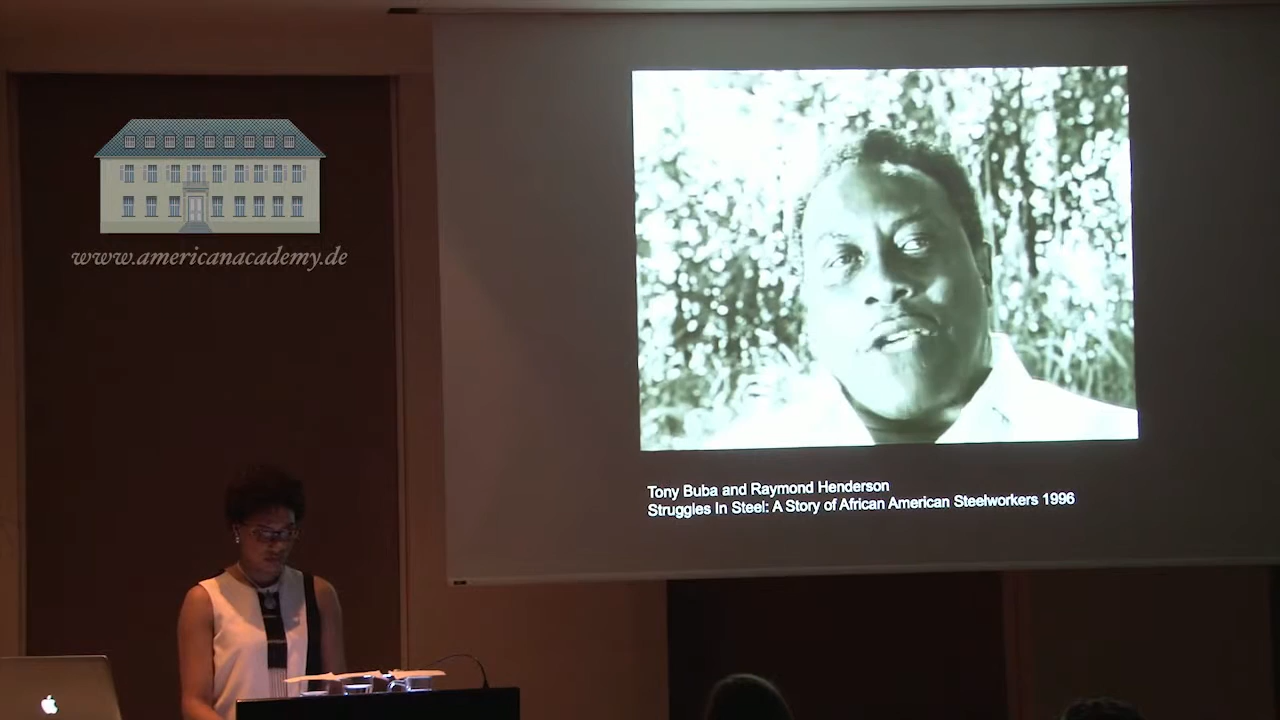 www.americanacademy.de
Tony Buba and Raymond Henderson
Struggles In Steel: A Story of African American Steelworkers 1996